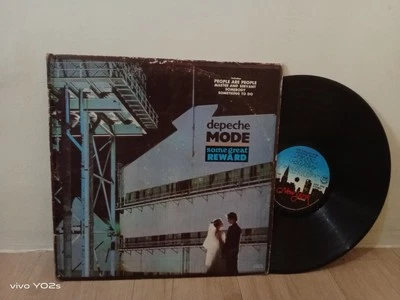 PEOPLE ARE PEOPLE
MASTER AND SERVANT
SOMEBODY
SOMETHING TO DO
depeche
MODE
some great
REWARD
vivo Y02s